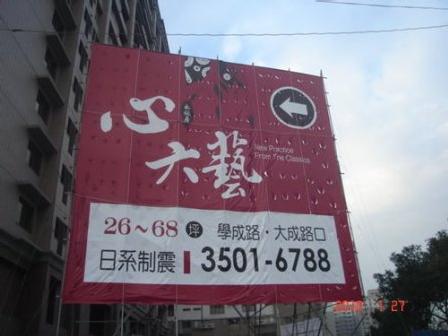 心
六藝
New Practice
From The Classics
26~68 坪 學成路·大成路口
日系制震 3501-6788